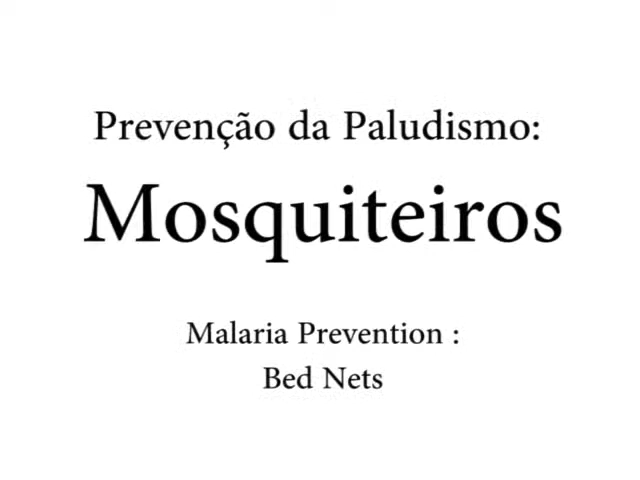 Prevenção da Paludismo:
Mosquiteiros
Malaria Prevention :
Bed Nets